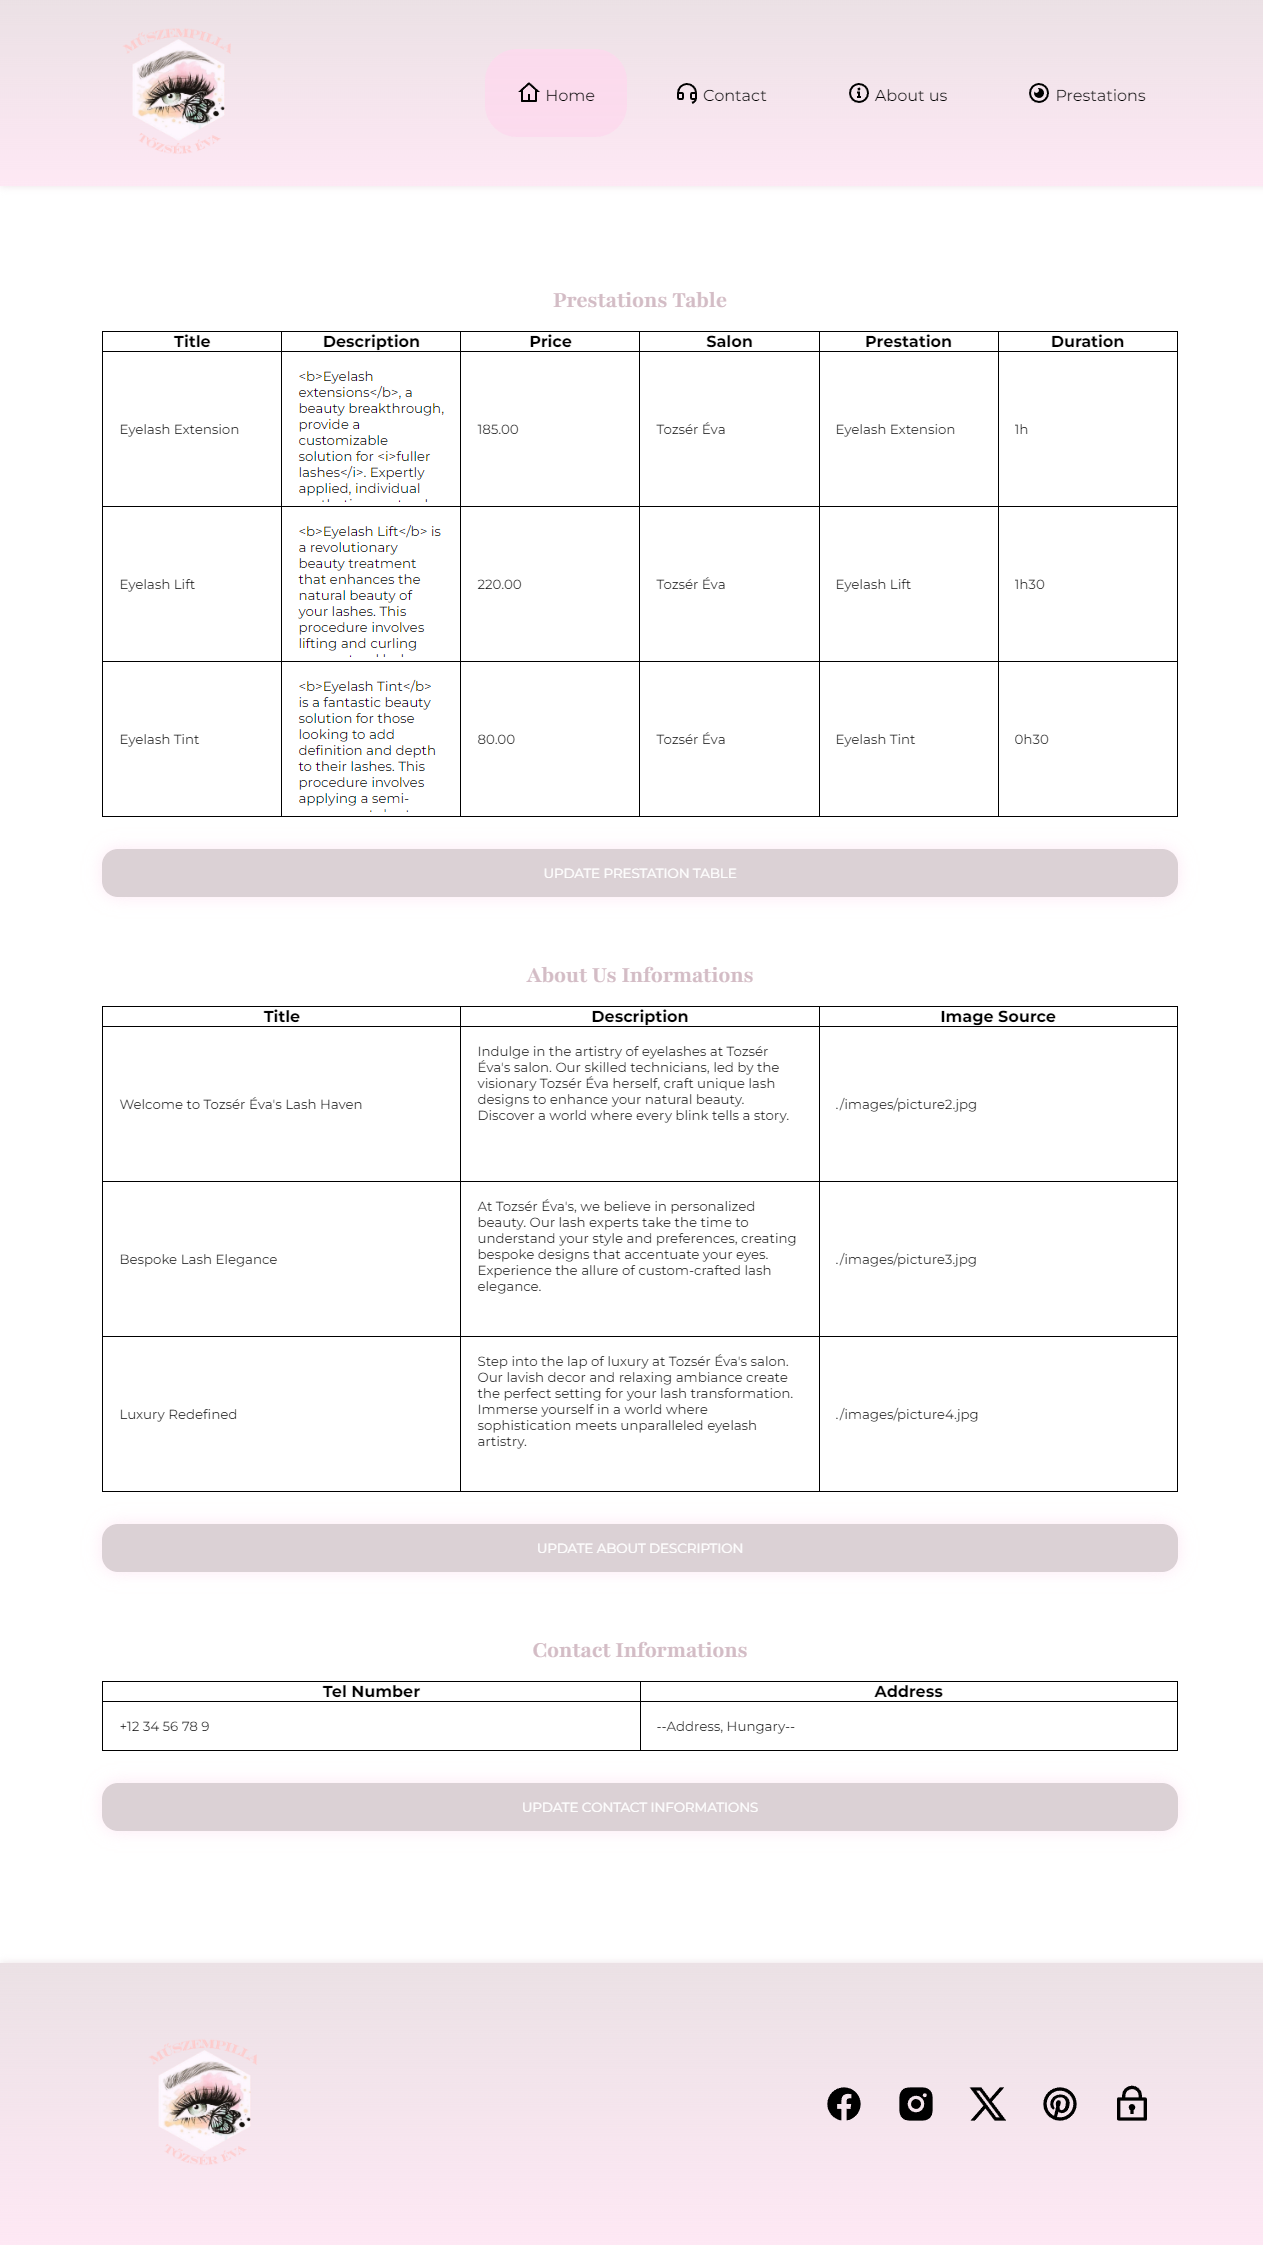 MŰSZEMPILLA
TŐZSÉR ÉVA
Home
Contact
About us
Prestations
Prestations Table
Title
Description
Price
Salon
Prestation
Duration
Eyelash Extension
<b>Eyelash
extensions</b>, a
beauty breakthrough,
provide a
customizable
solution for <i>fuller
lashes</i>. Expertly
applied, individual
185.00
Tozsér Éva
Eyelash Extension
1h
Eyelash Lift
<b>Eyelash Lift</b> is
a revolutionary
beauty treatment
that enhances the
natural beauty of
your lashes. This
procedure involves
lifting and curling
220.00
Tozsér Éva
Eyelash Lift
1h30
Eyelash Tint
<b>Eyelash Tint</b>
is a fantastic beauty
solution for those
looking to add
definition and depth
to their lashes. This
procedure involves
applying a semi-
80.00
Tozsér Éva
Eyelash Tint
0h30
UPDATE PRESTATION TABLE
About Us Informations
Title
Description
Image Source
Welcome to Tozsér Éva's Lash Haven
Indulge in the artistry of eyelashes at Tozsér
Éva's salon. Our skilled technicians, led by the
visionary Tozsér Éva herself, craft unique lash
designs to enhance your natural beauty.
Discover a world where every blink tells a story.
./images/picture2.jpg
Bespoke Lash Elegance
At Tozsér Éva's, we believe in personalized
beauty. Our lash experts take the time to
understand your style and preferences, creating
bespoke designs that accentuate your eyes.
Experience the allure of custom-crafted lash
elegance.
./images/picture3.jpg
Luxury Redefined
Step into the lap of luxury at Tozsér Éva's salon.
Our lavish decor and relaxing ambiance create
the perfect setting for your lash transformation.
Immerse yourself in a world where
sophistication meets unparalleled eyelash
artistry.
./images/picture4.jpg
UPDATE ABOUT DESCRIPTION
Contact Informations
Tel Number
Address
+12 34 56 78 9
--Address, Hungary--
UPDATE CONTACT INFORMATIONS
MŰSZEMPILLA
TŐZSÉR ÉVA